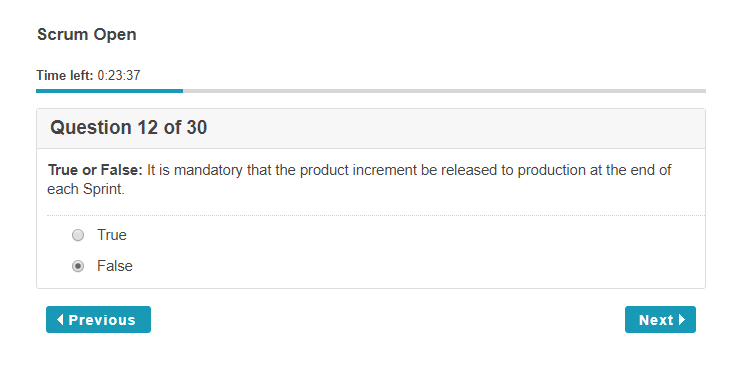 Scrum Open
Time left: 0:23:37
Question 12 of 30
True or False: It is mandatory that the product increment be released to production at the end of
each Sprint.
True
False
Previous
Next